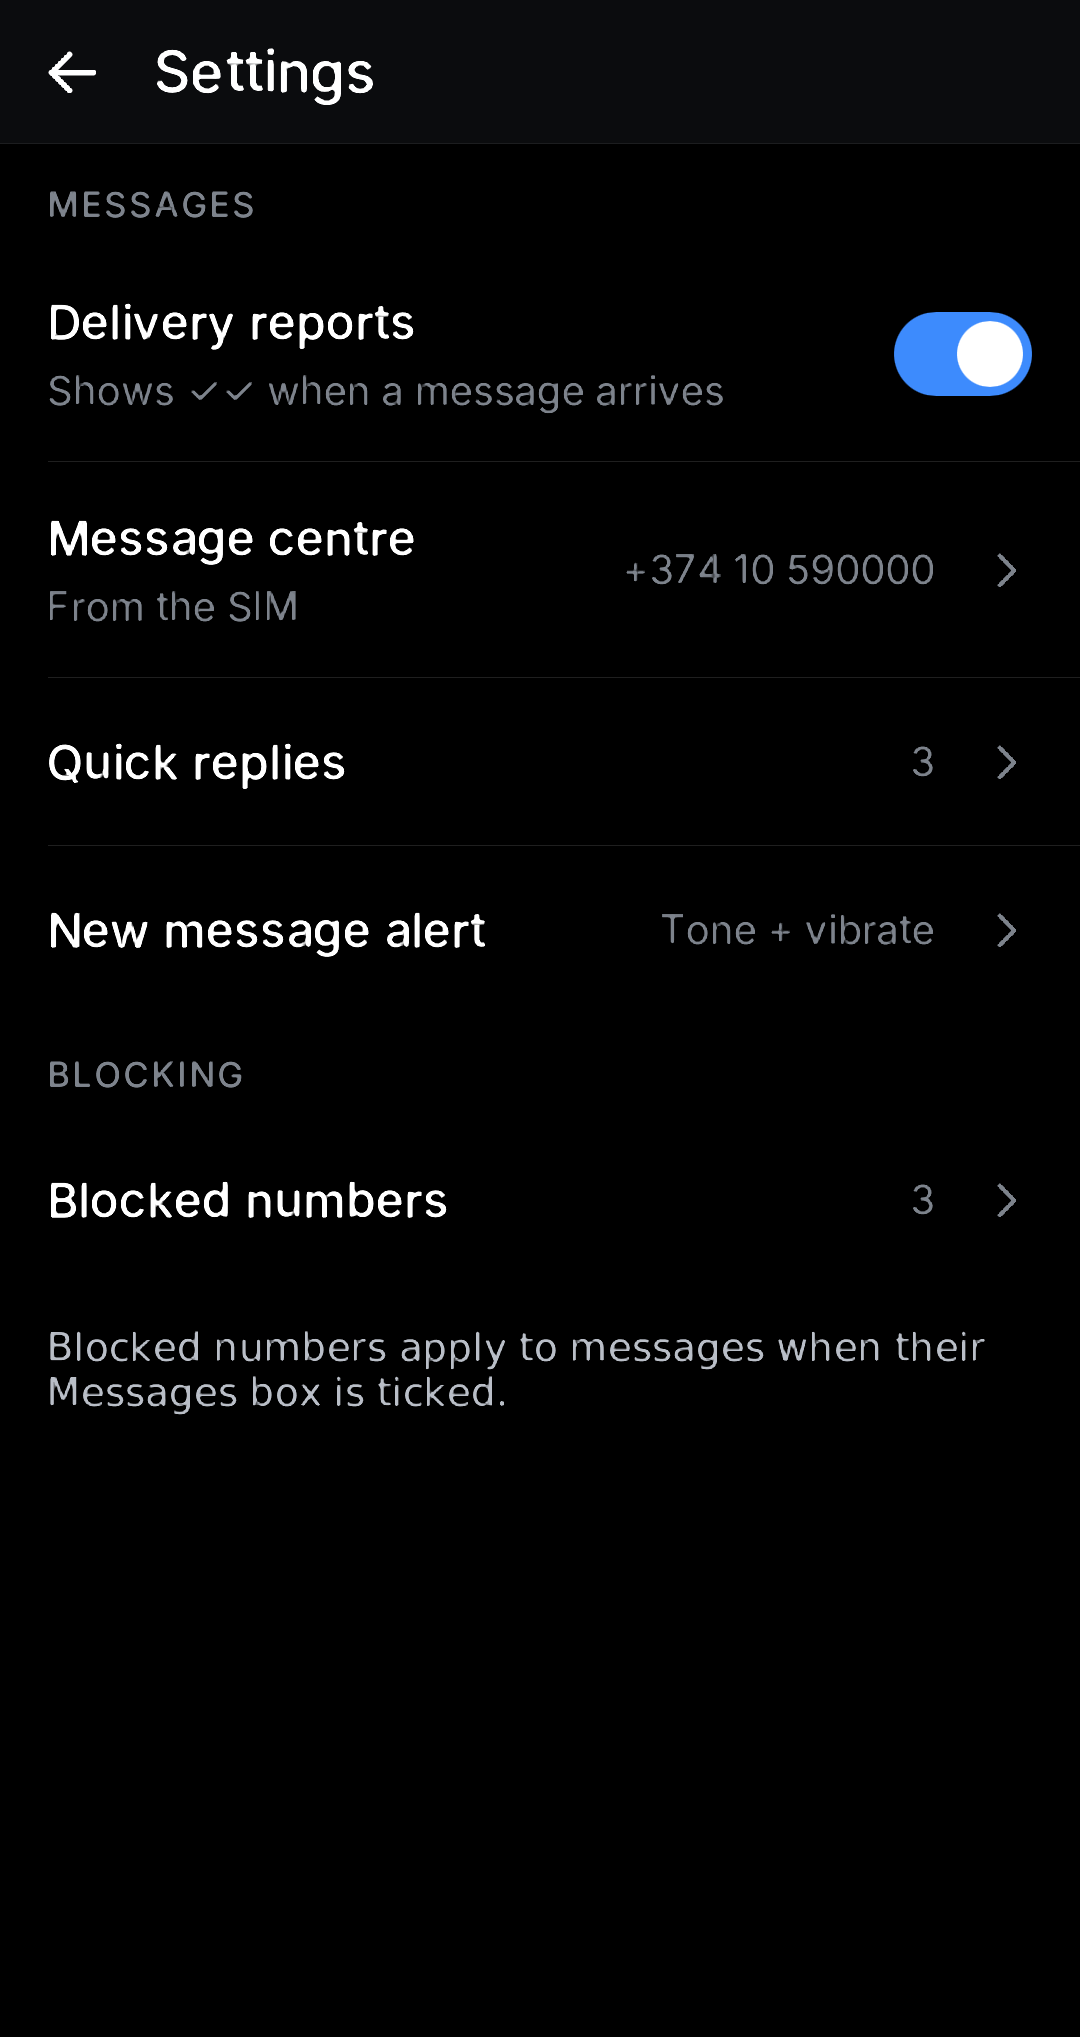 Settings
MESSAGES
Delivery reports
Shows ✓✓ when a message arrives
Message centre
From the SIM
+374 10 590000
Quick replies
3
New message alert
Tone + vibrate
BLOCKING
Blocked numbers
3
Blocked numbers apply to messages when their
Messages box is ticked.